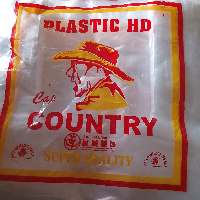 PLASTIC HD
Cap
COUNTRY
SUPER QUALITY